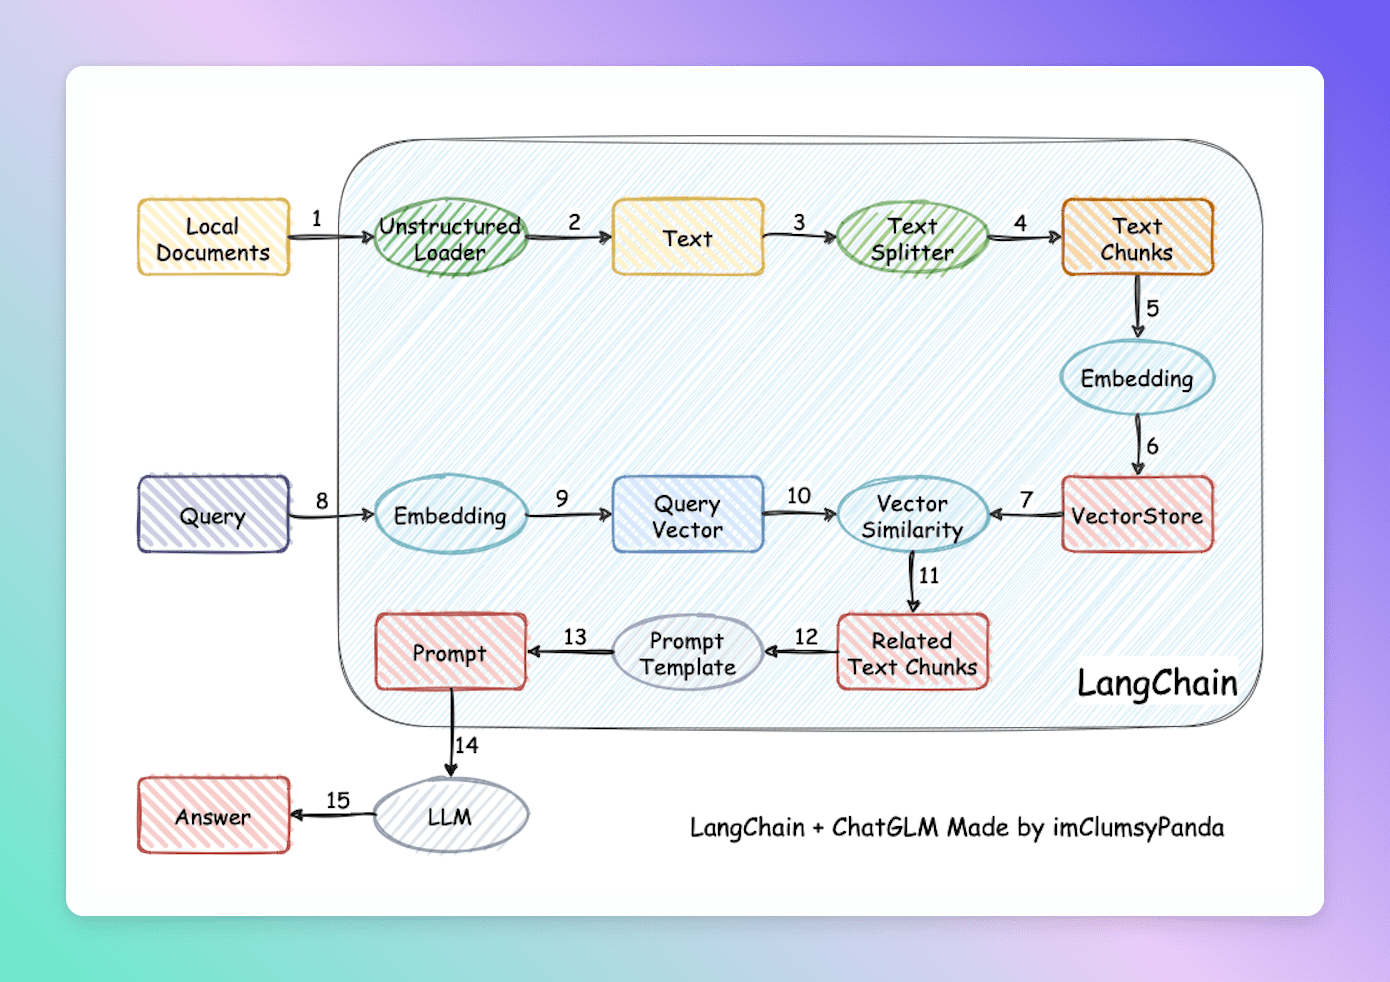 Local
Documents
1
Unstructured
Loader
2
Text
3
Text
Splitter
4
Text
Chunks
5
Embedding
6
Query
8
Embedding
9
Query
Vector
10
Vector
Similarity
7
VectorStore
11
Prompt
13
Prompt
Template
12
Related
Text Chunks
LangChain
14
Answer
15
LLM
LangChain + ChatGLM Made by imClumsyPanda